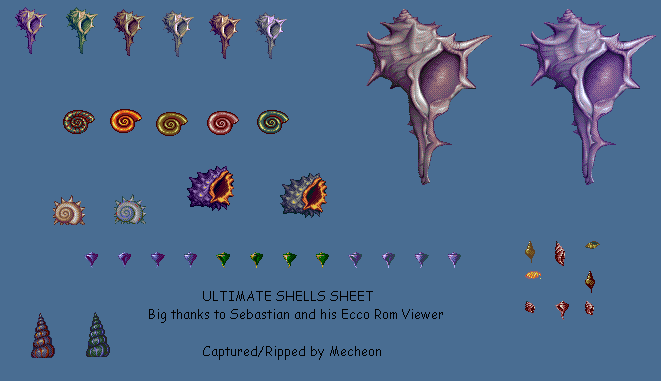 ULTIMATE SHELLS SHEET
Big thanks to Sebastian and his Ecco Rom Viewer
Captured/Ripped by Mecheon